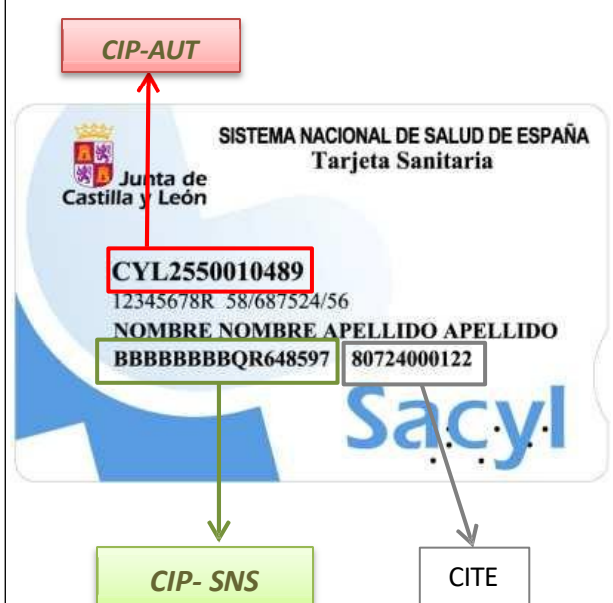 CIP-AUT
SISTEMA NACIONAL DE SALUD DE ESPAÑA
Tarjeta Sanitaria
Junta de
Castilla y León
CYL2550010489
12345678R 58/687524/56
NOMBRE NOMBRE APELLIDO APELLIDO
BBBBBBBBQR648597 80724000122
Sacyl
CIP- SNS
CITE